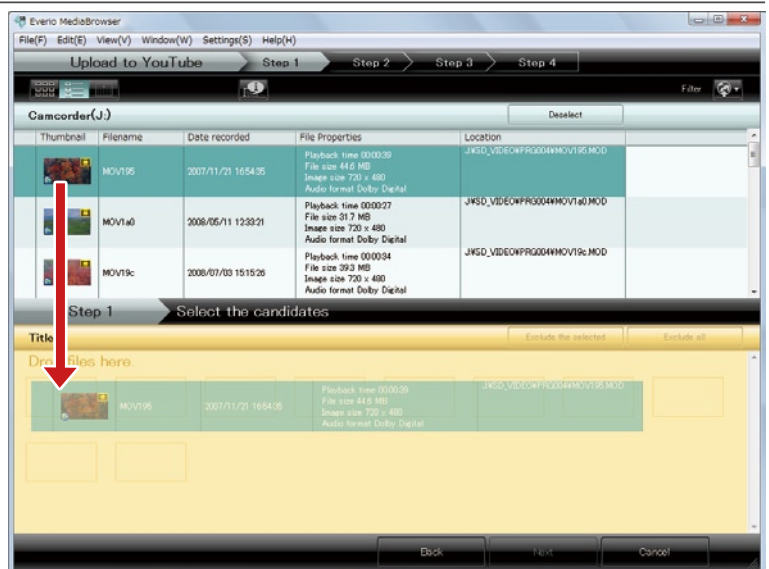 Everio MediaBrowser
File(F) Edit(E) View(V) Window(W) Settings(S) Help(H)
Upload to YouTube Step 1 Step 2 Step 3 Step 4
Filter
Camcorder(J:) Deselect
Thumbnail Filename Date recorded File Properties Location
MOV195 2007/11/21 16:54:35 Playback time 00:00:39 J:¥SD_VIDEO¥PRG004¥MOV195.MOD
File size 44.6 MB
Image size 720 x 480
Audio format Dolby Digital
MOV1a0 2008/05/11 12:33:21 Playback time 00:00:27 J:¥SD_VIDEO¥PRG004¥MOV1a0.MOD
File size 31.7 MB
Image size 720 x 480
Audio format Dolby Digital
MOV19c 2008/07/03 15:15:26 Playback time 00:00:34 J:¥SD_VIDEO¥PRG004¥MOV19c.MOD
File size 39.3 MB
Image size 720 x 480
Audio format Dolby Digital
Step 1 Select the candidates
Title Exclude the selected Exclude all
files here.
MOV195 2007/11/21 16:54:35 Playback time 00:00:39 J:¥SD_VIDEO¥PRG004¥MOV195.MOD
File size 44.6 MB
Image size 720 x 480
Audio format Dolby Digital
Back Next Cancel